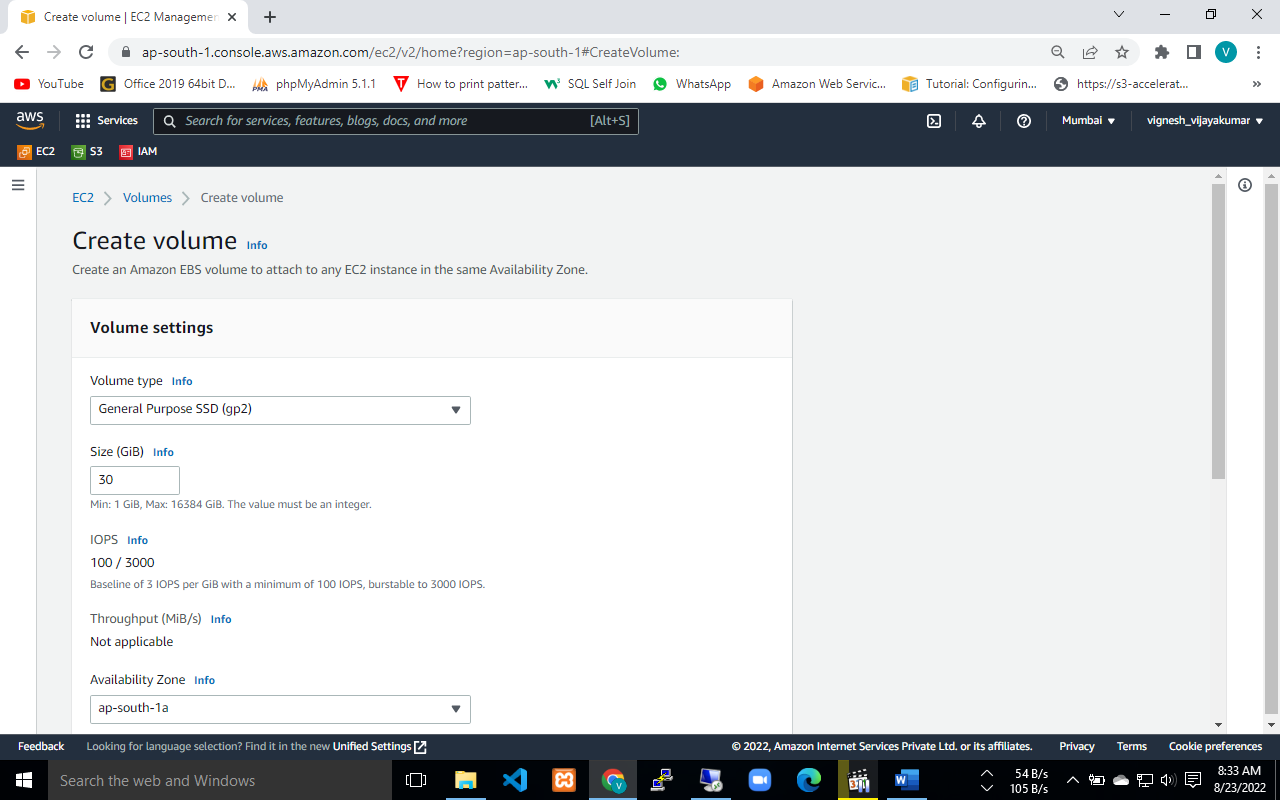 Create volume | EC2 Managemen
ap-south-1.console.aws.amazon.com/ec2/v2/home?region=ap-south-1#CreateVolume:
V
YouTube
G
Office 2019 64bit D...
PMA
phpMyAdmin 5.1.1
How to print patter...
SQL Self Join
WhatsApp
Amazon Web Servic...
Tutorial: Configurin...
https://s3-accelerat...
»
aws
Services
Search for services, features, blogs, docs, and more
[Alt+S]
Mumbai
vignesh_vijayakumar
EC2
S3
IAM
EC2
Volumes
Create volume
Create volume Info
Create an Amazon EBS volume to attach to any EC2 instance in the same Availability Zone.
Volume settings
Volume type Info
General Purpose SSD (gp2)
Size (GiB) Info
30
Min: 1 GiB, Max: 16384 GiB. The value must be an integer.
IOPS Info
100 / 3000
Baseline of 3 IOPS per GiB with a minimum of 100 IOPS, burstable to 3000 IOPS.
Throughput (MiB/s) Info
Not applicable
Availability Zone Info
ap-south-1a
Feedback
Looking for language selection? Find it in the new Unified Settings
© 2022, Amazon Internet Services Private Ltd. or its affiliates.
Privacy
Terms
Cookie preferences
Search the web and Windows
V
W
54 B/s
105 B/s
8:33 AM
8/23/2022